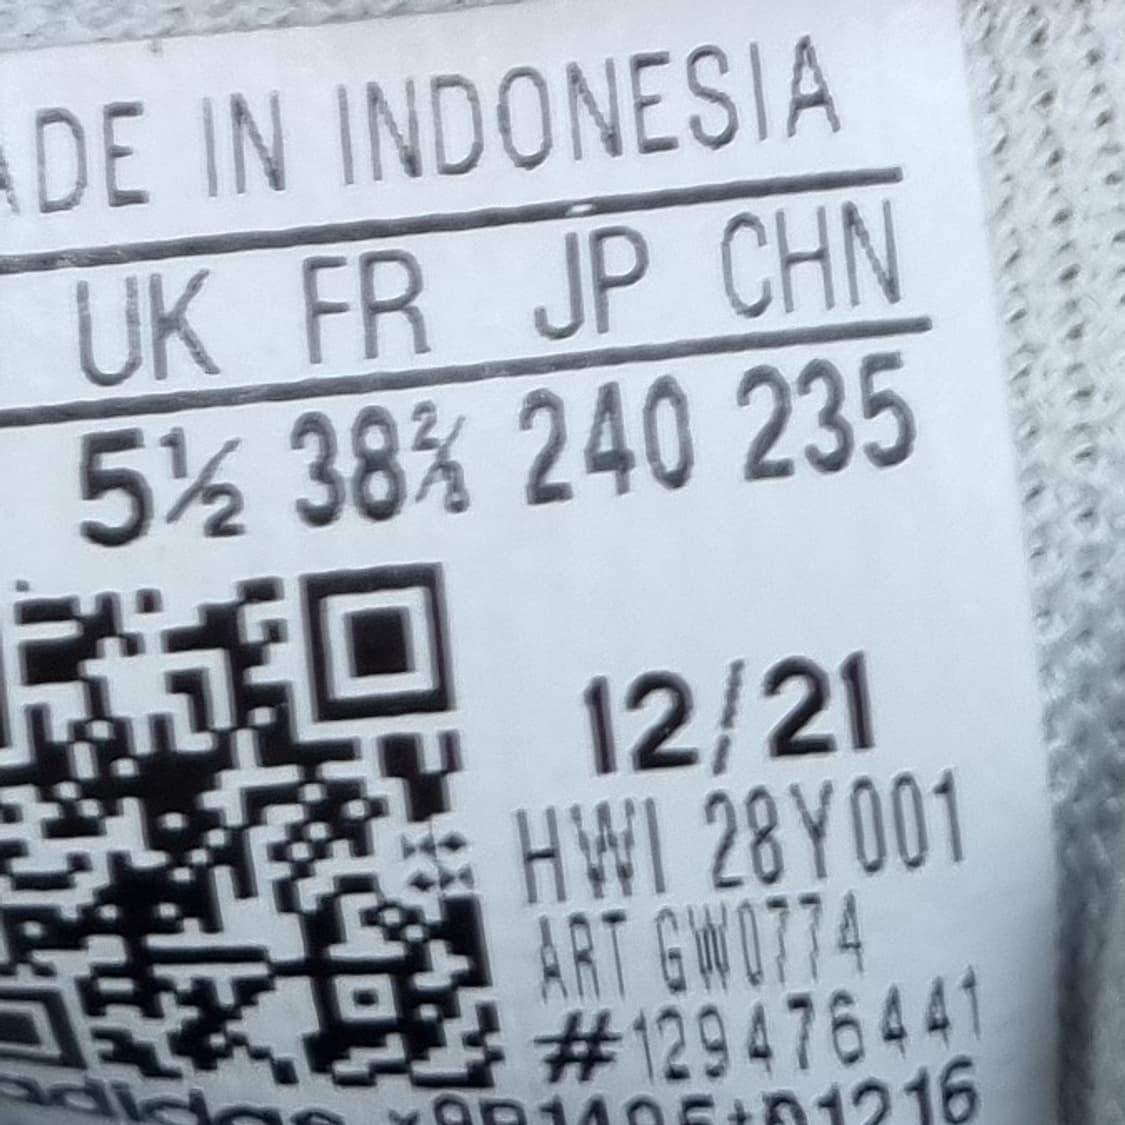 ADE IN INDONESIA
UK FR JP CHN
5½ 38⅔ 240 235
12/21
HWI 28Y001
ART GW0774
#129476441
adidas